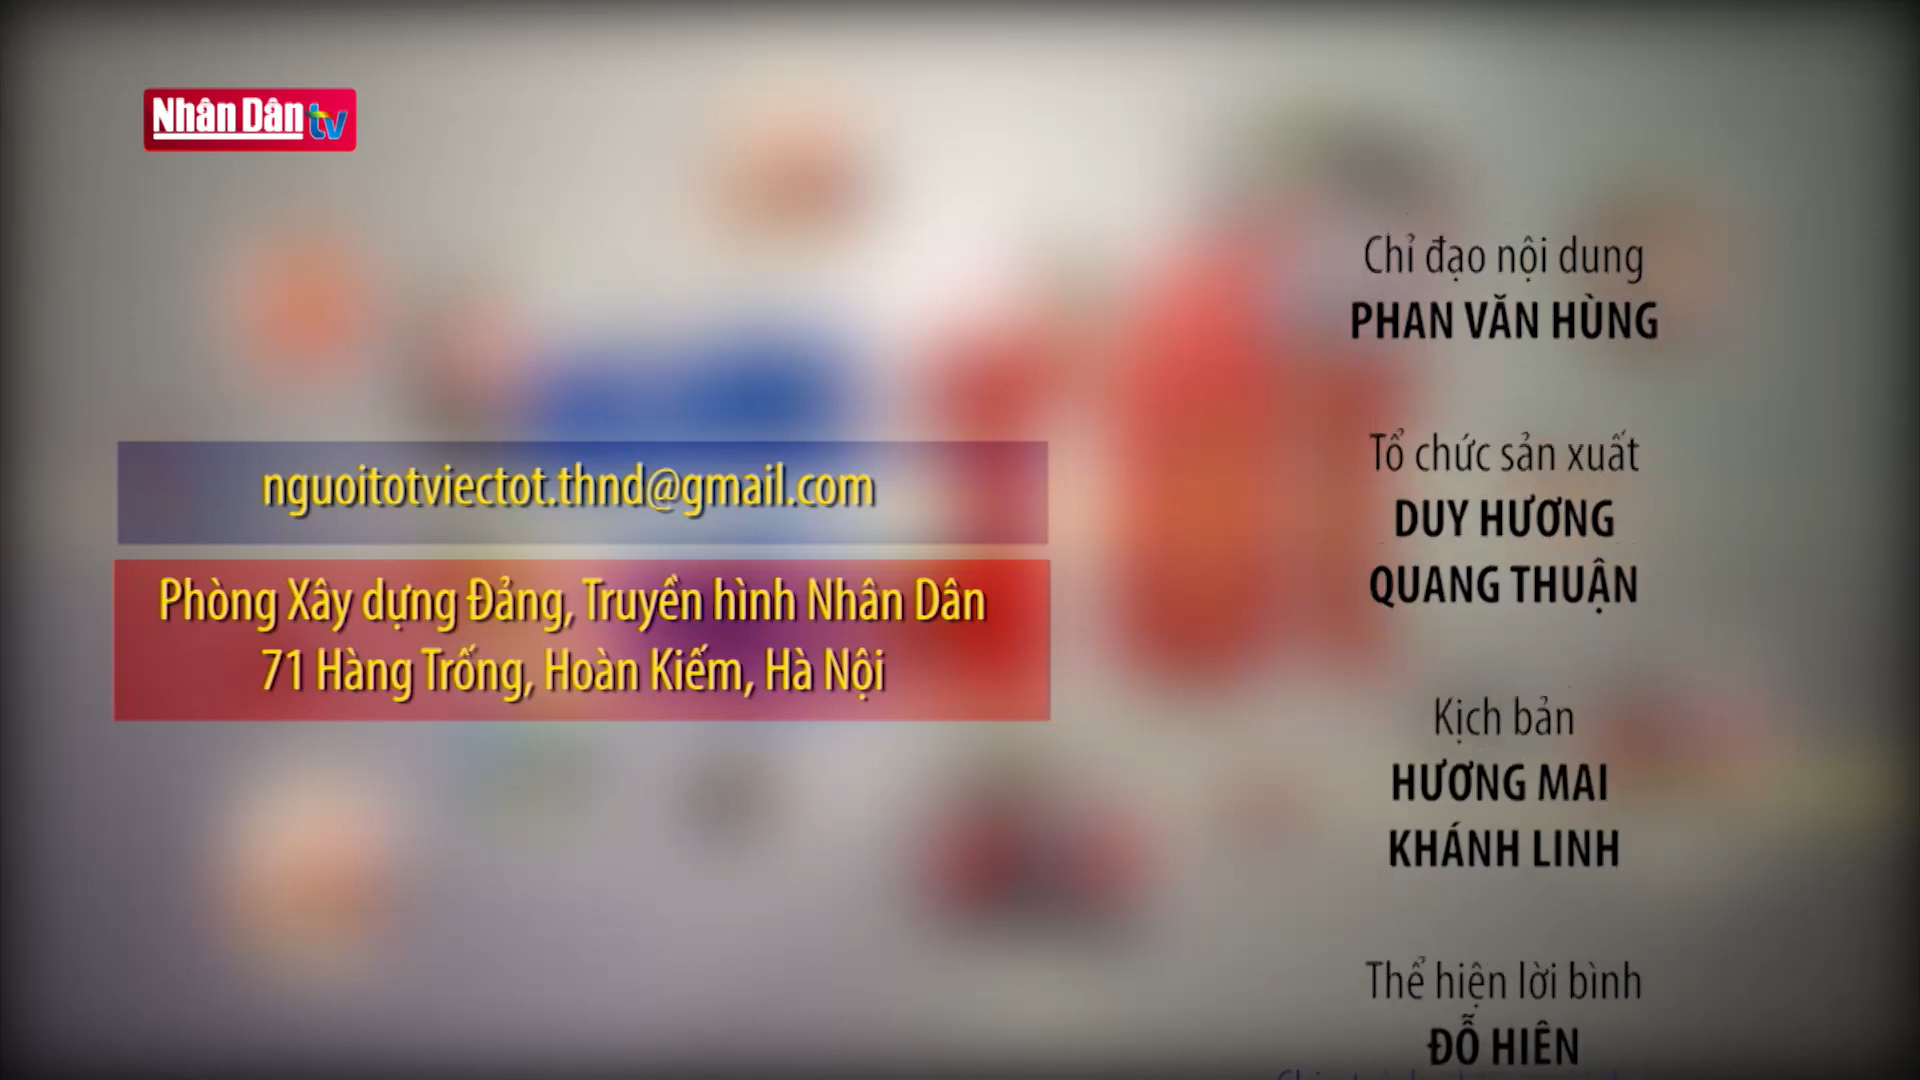 Nhân Dân tv
nguoitotviectot.thnd@gmail.com
Phòng Xây dựng Đảng, Truyền hình Nhân Dân
71 Hàng Trống, Hoàn Kiếm, Hà Nội
Chỉ đạo nội dung
PHAN VĂN HÙNG
Tổ chức sản xuất
DUY HƯƠNG
QUANG THUẬN
Kịch bản
HƯƠNG MAI
KHÁNH LINH
Thể hiện lời bình
ĐỖ HIÊN